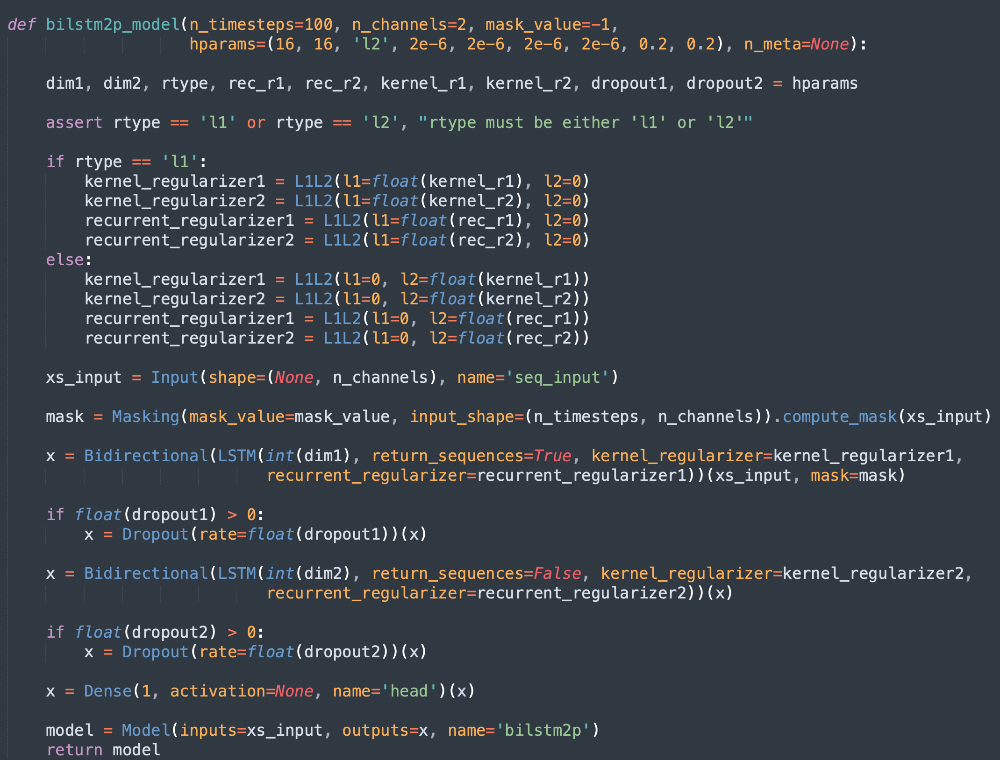 def bilstm2p_model(n_timesteps=100, n_channels=2, mask_value=-1,
                   hparams=(16, 16, 'l2', 2e-6, 2e-6, 2e-6, 2e-6, 0.2, 0.2), n_meta=None):

    dim1, dim2, rtype, rec_r1, rec_r2, kernel_r1, kernel_r2, dropout1, dropout2 = hparams

    assert rtype == 'l1' or rtype == 'l2', "rtype must be either 'l1' or 'l2'"

    if rtype == 'l1':
        kernel_regularizer1 = L1L2(l1=float(kernel_r1), l2=0)
        kernel_regularizer2 = L1L2(l1=float(kernel_r2), l2=0)
        recurrent_regularizer1 = L1L2(l1=float(rec_r1), l2=0)
        recurrent_regularizer2 = L1L2(l1=float(rec_r2), l2=0)
    else:
        kernel_regularizer1 = L1L2(l1=0, l2=float(kernel_r1))
        kernel_regularizer2 = L1L2(l1=0, l2=float(kernel_r2))
        recurrent_regularizer1 = L1L2(l1=0, l2=float(rec_r1))
        recurrent_regularizer2 = L1L2(l1=0, l2=float(rec_r2))

    xs_input = Input(shape=(None, n_channels), name='seq_input')

    mask = Masking(mask_value=mask_value, input_shape=(n_timesteps, n_channels)).compute_mask(xs_input)

    x = Bidirectional(LSTM(int(dim1), return_sequences=True, kernel_regularizer=kernel_regularizer1,
                           recurrent_regularizer=recurrent_regularizer1))(xs_input, mask=mask)

    if float(dropout1) > 0:
        x = Dropout(rate=float(dropout1))(x)

    x = Bidirectional(LSTM(int(dim2), return_sequences=False, kernel_regularizer=kernel_regularizer2,
                           recurrent_regularizer=recurrent_regularizer2))(x)

    if float(dropout2) > 0:
        x = Dropout(rate=float(dropout2))(x)

    x = Dense(1, activation=None, name='head')(x)

    model = Model(inputs=xs_input, outputs=x, name='bilstm2p')
    return model